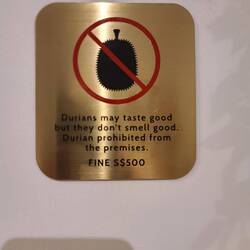 Durians may taste good
but they don't smell good.
Durian prohibited from
the premises.
FINE S$500